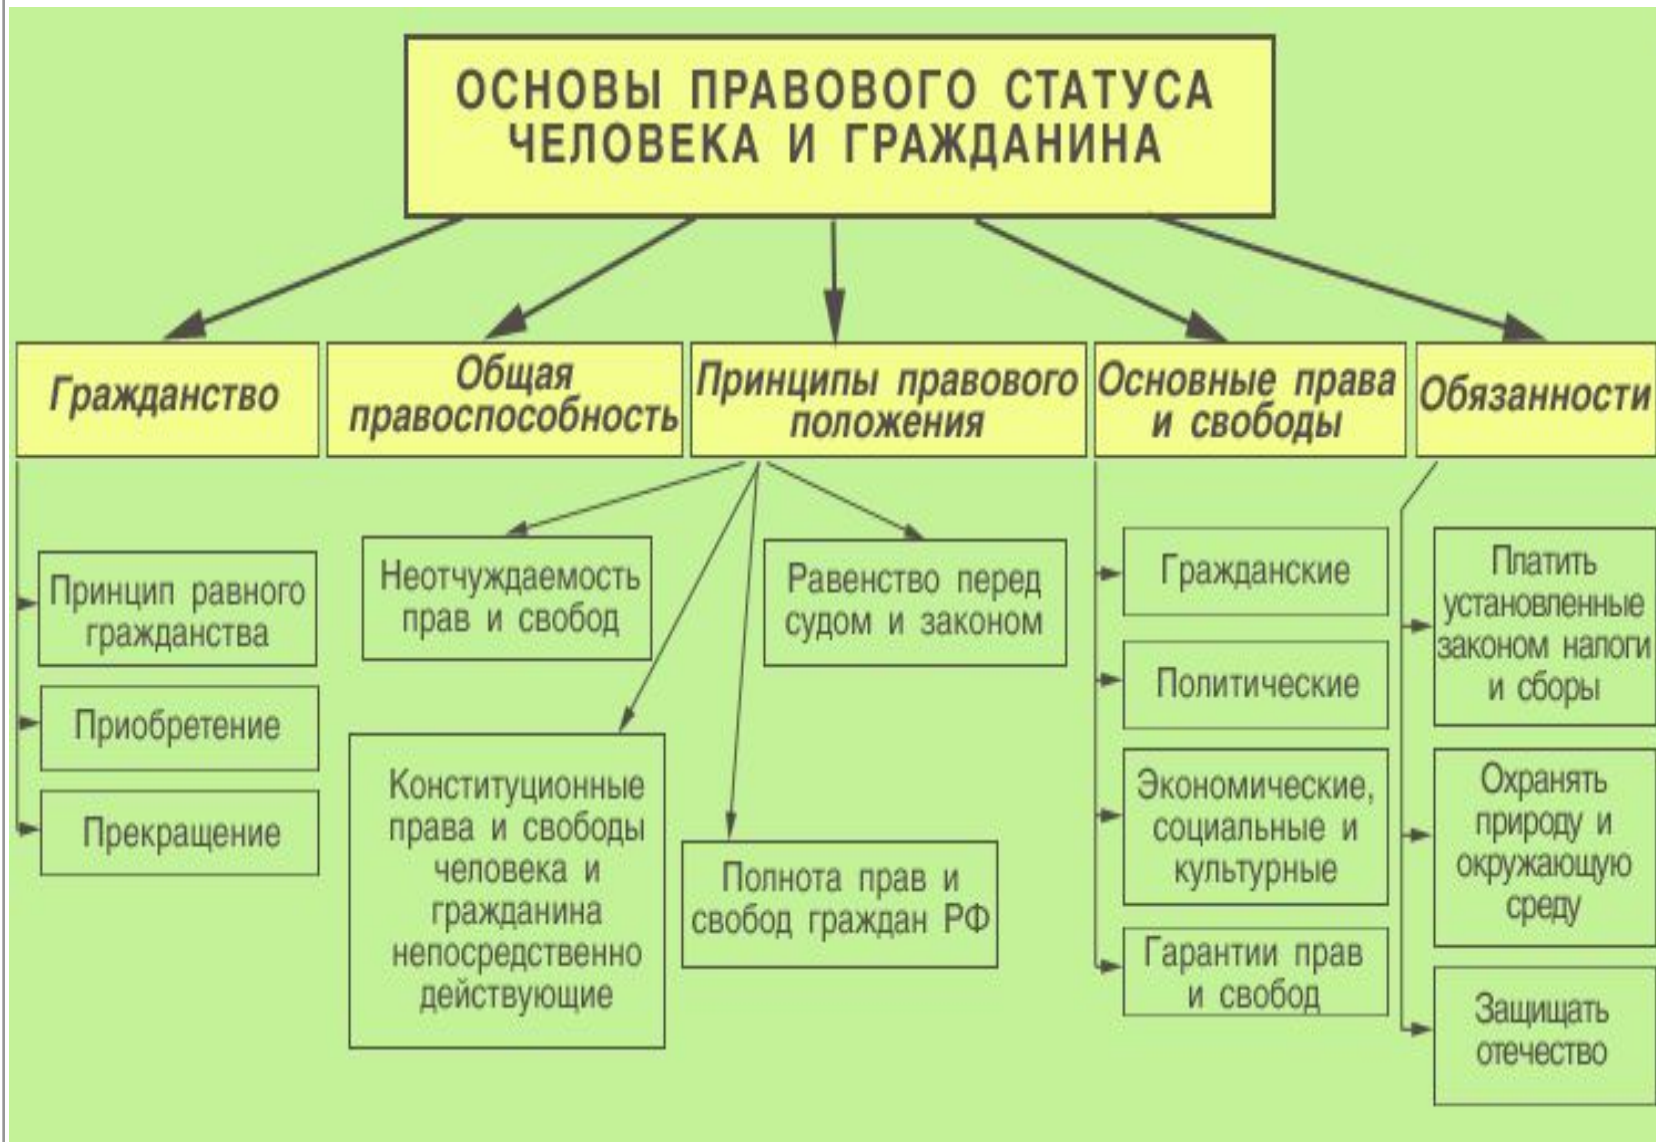 ОСНОВЫ ПРАВОВОГО СТАТУСА
ЧЕЛОВЕКА И ГРАЖДАНИНА
Гражданство
Общая
правоспособность
Принципы правового
положения
Основные права
и свободы
Обязанности
Принцип равного
гражданства
Приобретение
Прекращение
Неотчуждаемость
прав и свобод
Равенство перед
судом и законом
Конституционные
права и свободы
человека и
гражданина
непосредственно
действующие
Полнота прав и
свобод граждан РФ
Гражданские
Политические
Экономические,
социальные и
культурные
Гарантии прав
и свобод
Платить
установленные
законом налоги
и сборы
Охранять
природу и
окружающую
среду
Защищать
отечество